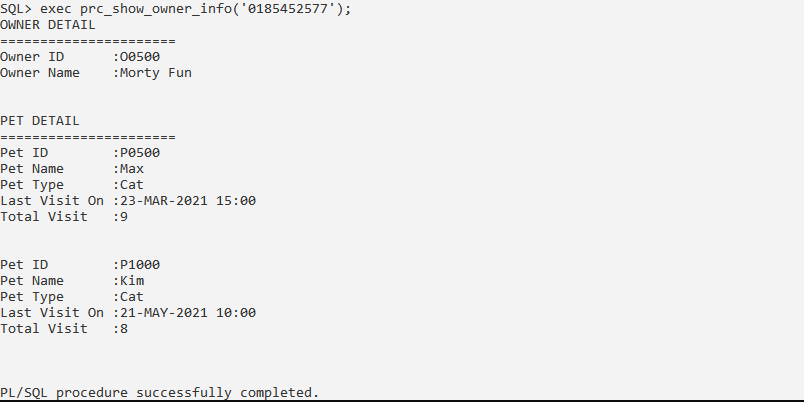 SQL> exec prc_show_owner_info('0185452577');
OWNER DETAIL
======================
Owner ID      :O0500
Owner Name    :Morty Fun
PET DETAIL
======================
Pet ID        :P0500
Pet Name      :Max
Pet Type      :Cat
Last Visit On :23-MAR-2021 15:00
Total Visit   :9
Pet ID        :P1000
Pet Name      :Kim
Pet Type      :Cat
Last Visit On :21-MAY-2021 10:00
Total Visit   :8
PL/SQL procedure successfully completed.